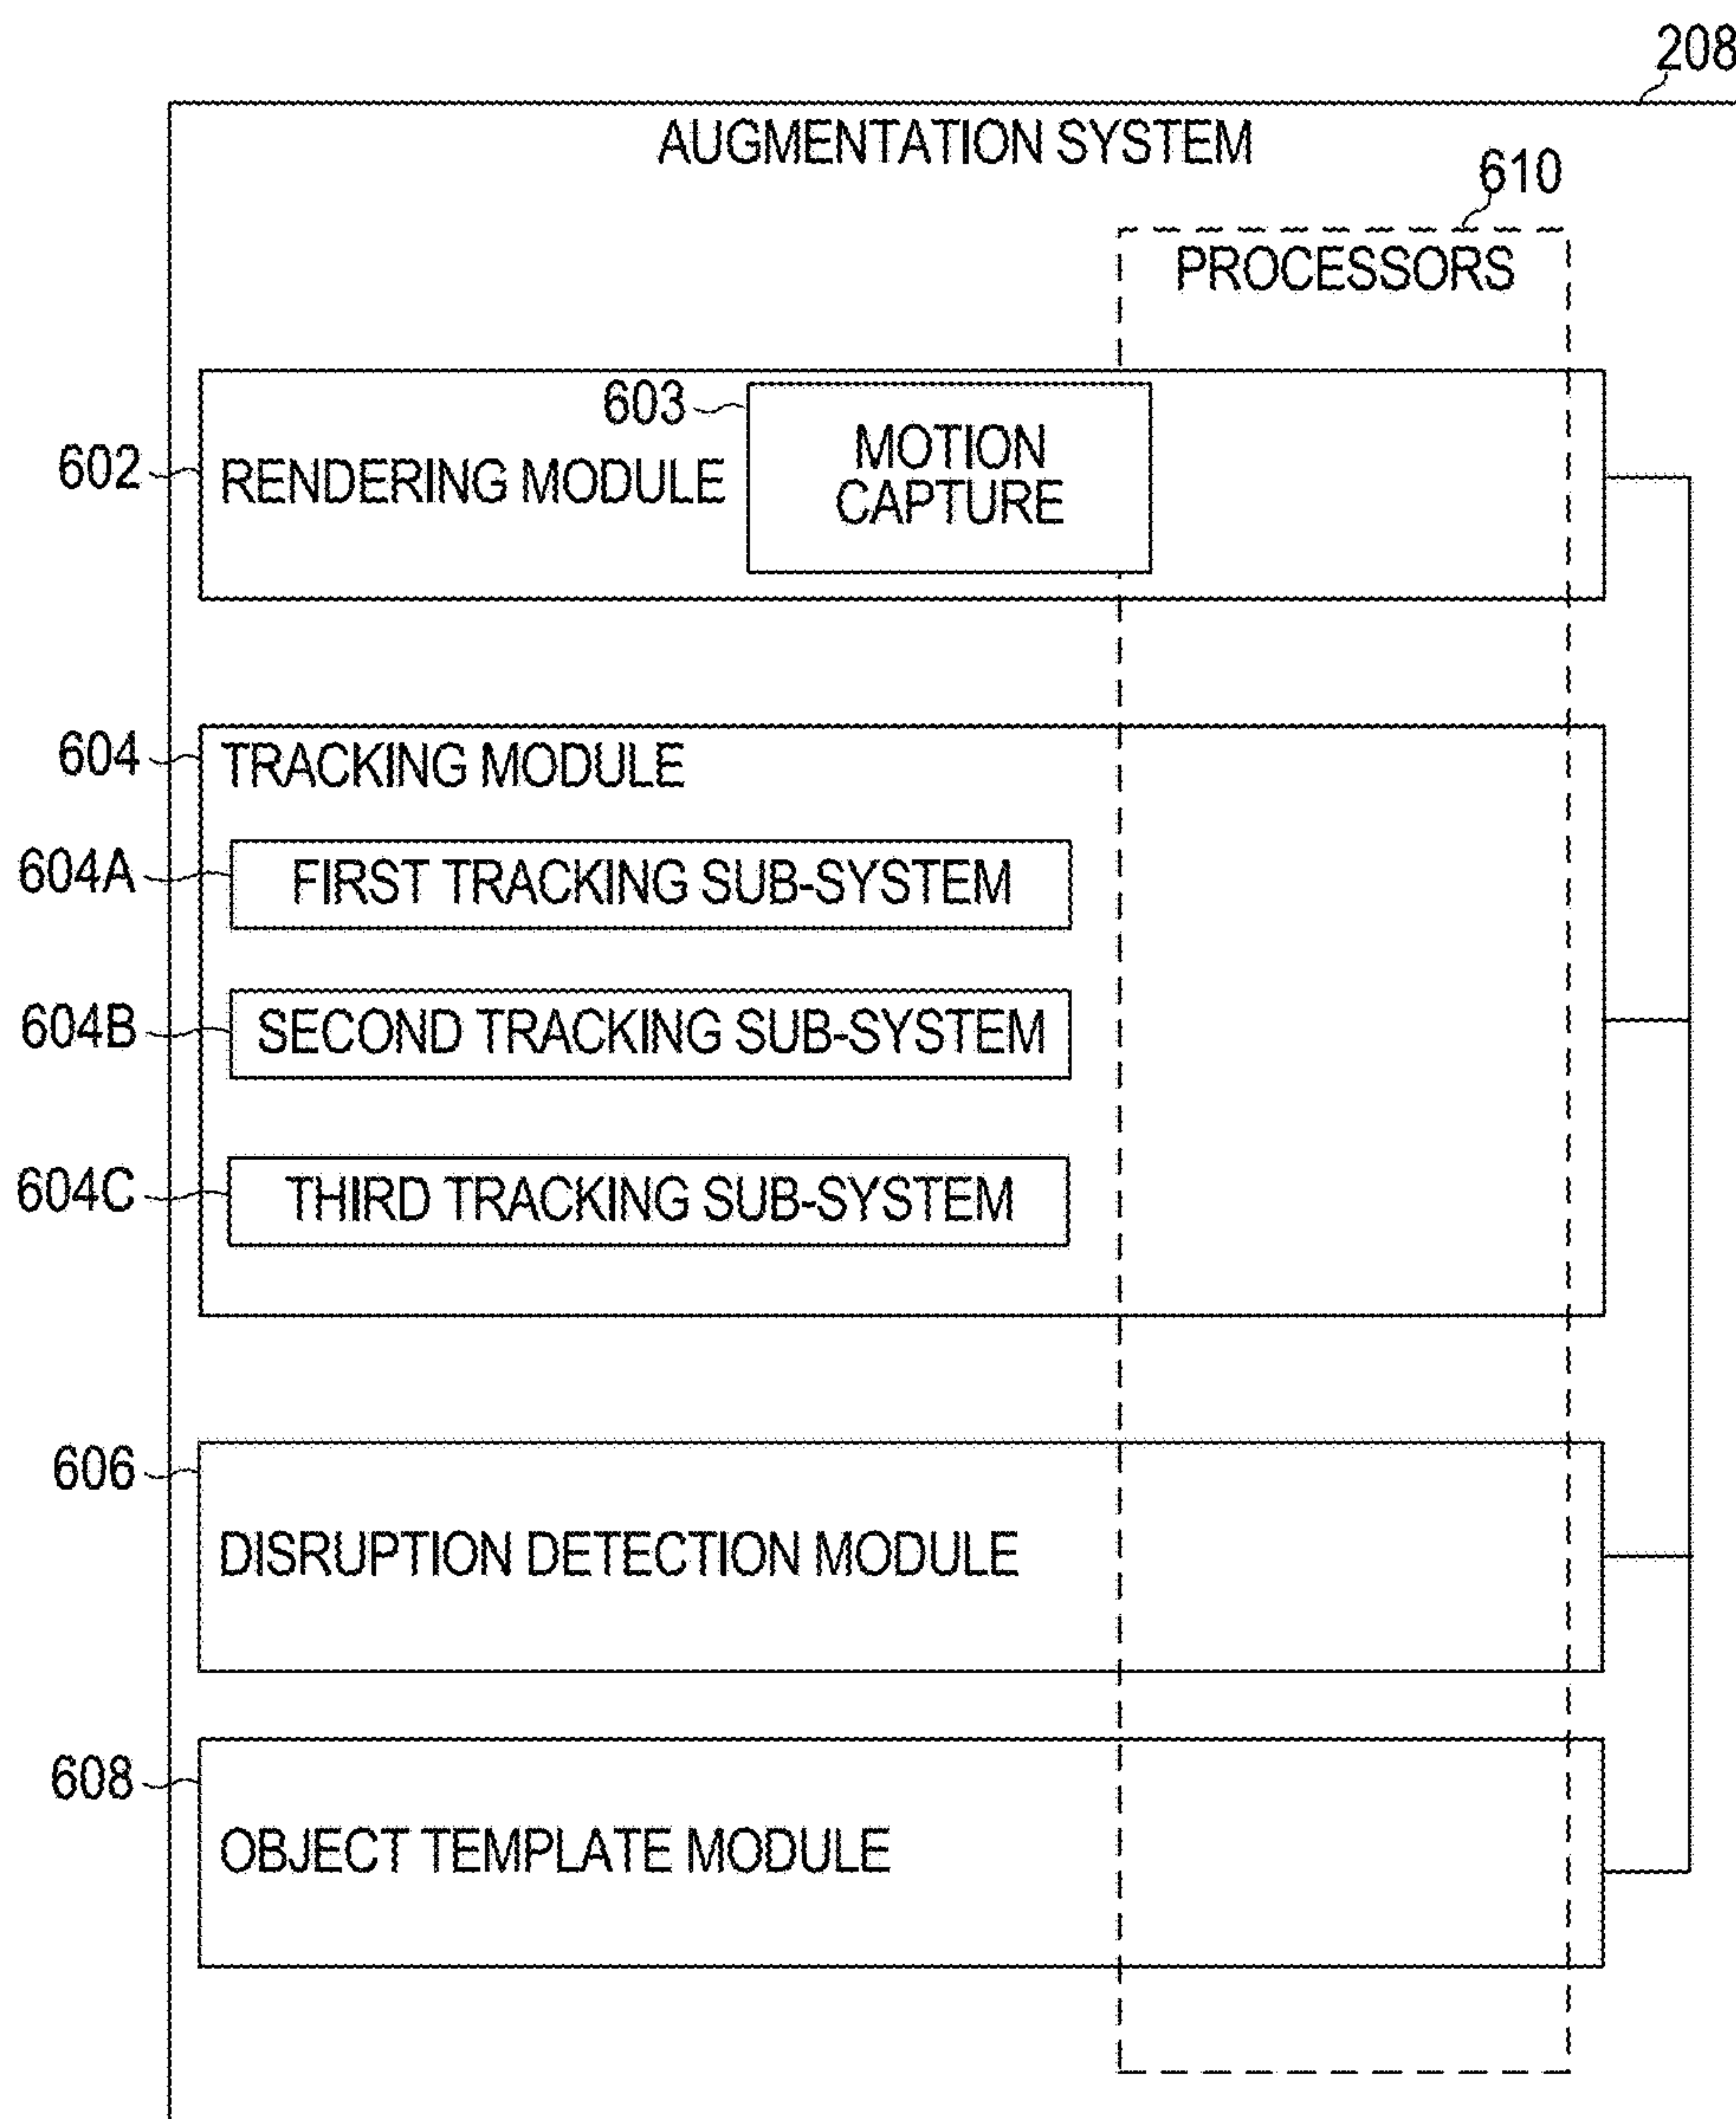 208
AUGMENTATION SYSTEM
610
PROCESSORS
603
MOTION
CAPTURE
602
RENDERING MODULE
604
TRACKING MODULE
604A
FIRST TRACKING SUB-SYSTEM
604B
SECOND TRACKING SUB-SYSTEM
604C
THIRD TRACKING SUB-SYSTEM
606
DISRUPTION DETECTION MODULE
608
OBJECT TEMPLATE MODULE